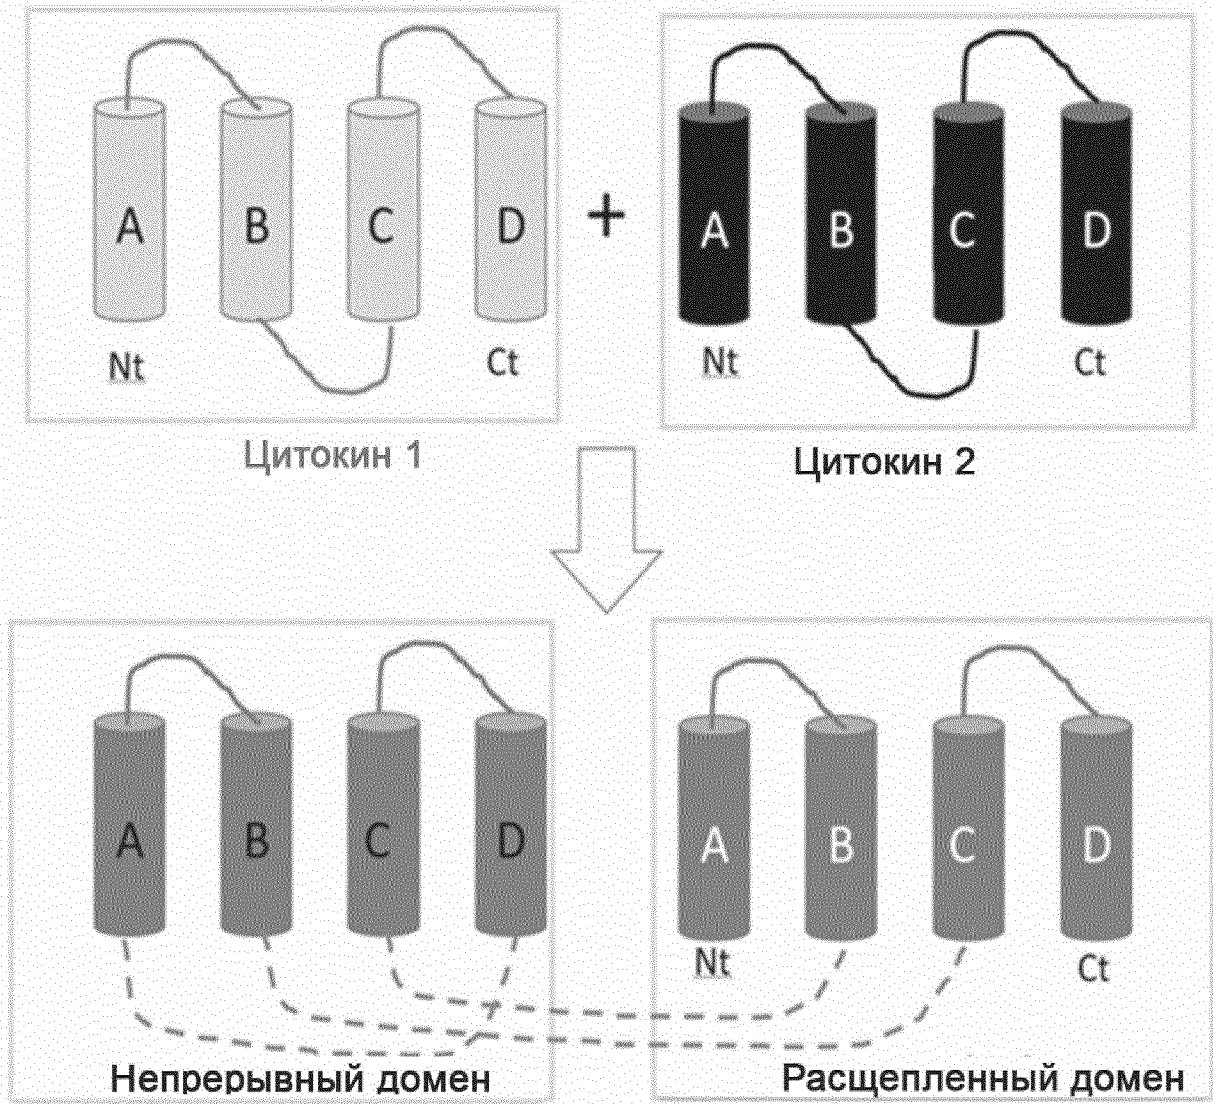 A B C D
Nt Ct
Цитокин 1
+
A B C D
Nt Ct
Цитокин 2
A B C D
Непрерывный домен
A B C D
Nt Ct
Расщепленный домен